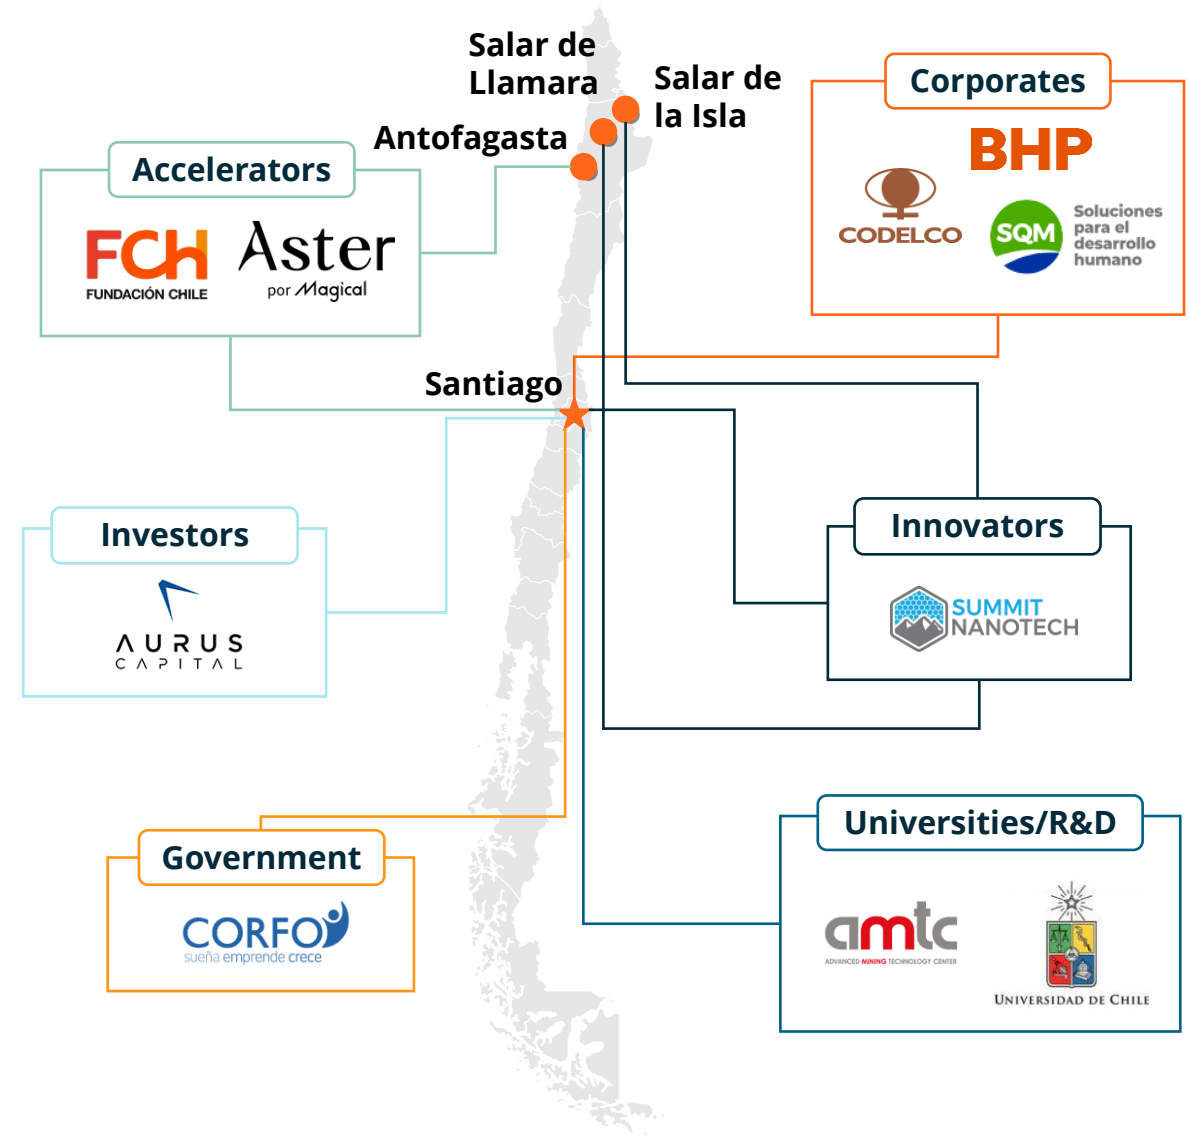 Salar de
Llamara
Salar de
la Isla
Antofagasta
Santiago
Accelerators
FCH
FUNDACIÓN CHILE
Aster
por Magical
Corporates
BHP
CODELCO
SQM
Soluciones
para el
desarrollo
humano
Investors
AURUS
CAPITAL
Innovators
SUMMIT
NANOTECH
Government
CORFO
sueña emprende crece
Universities/R&D
amtc
ADVANCED MINING TECHNOLOGY CENTER
UNIVERSIDAD DE CHILE